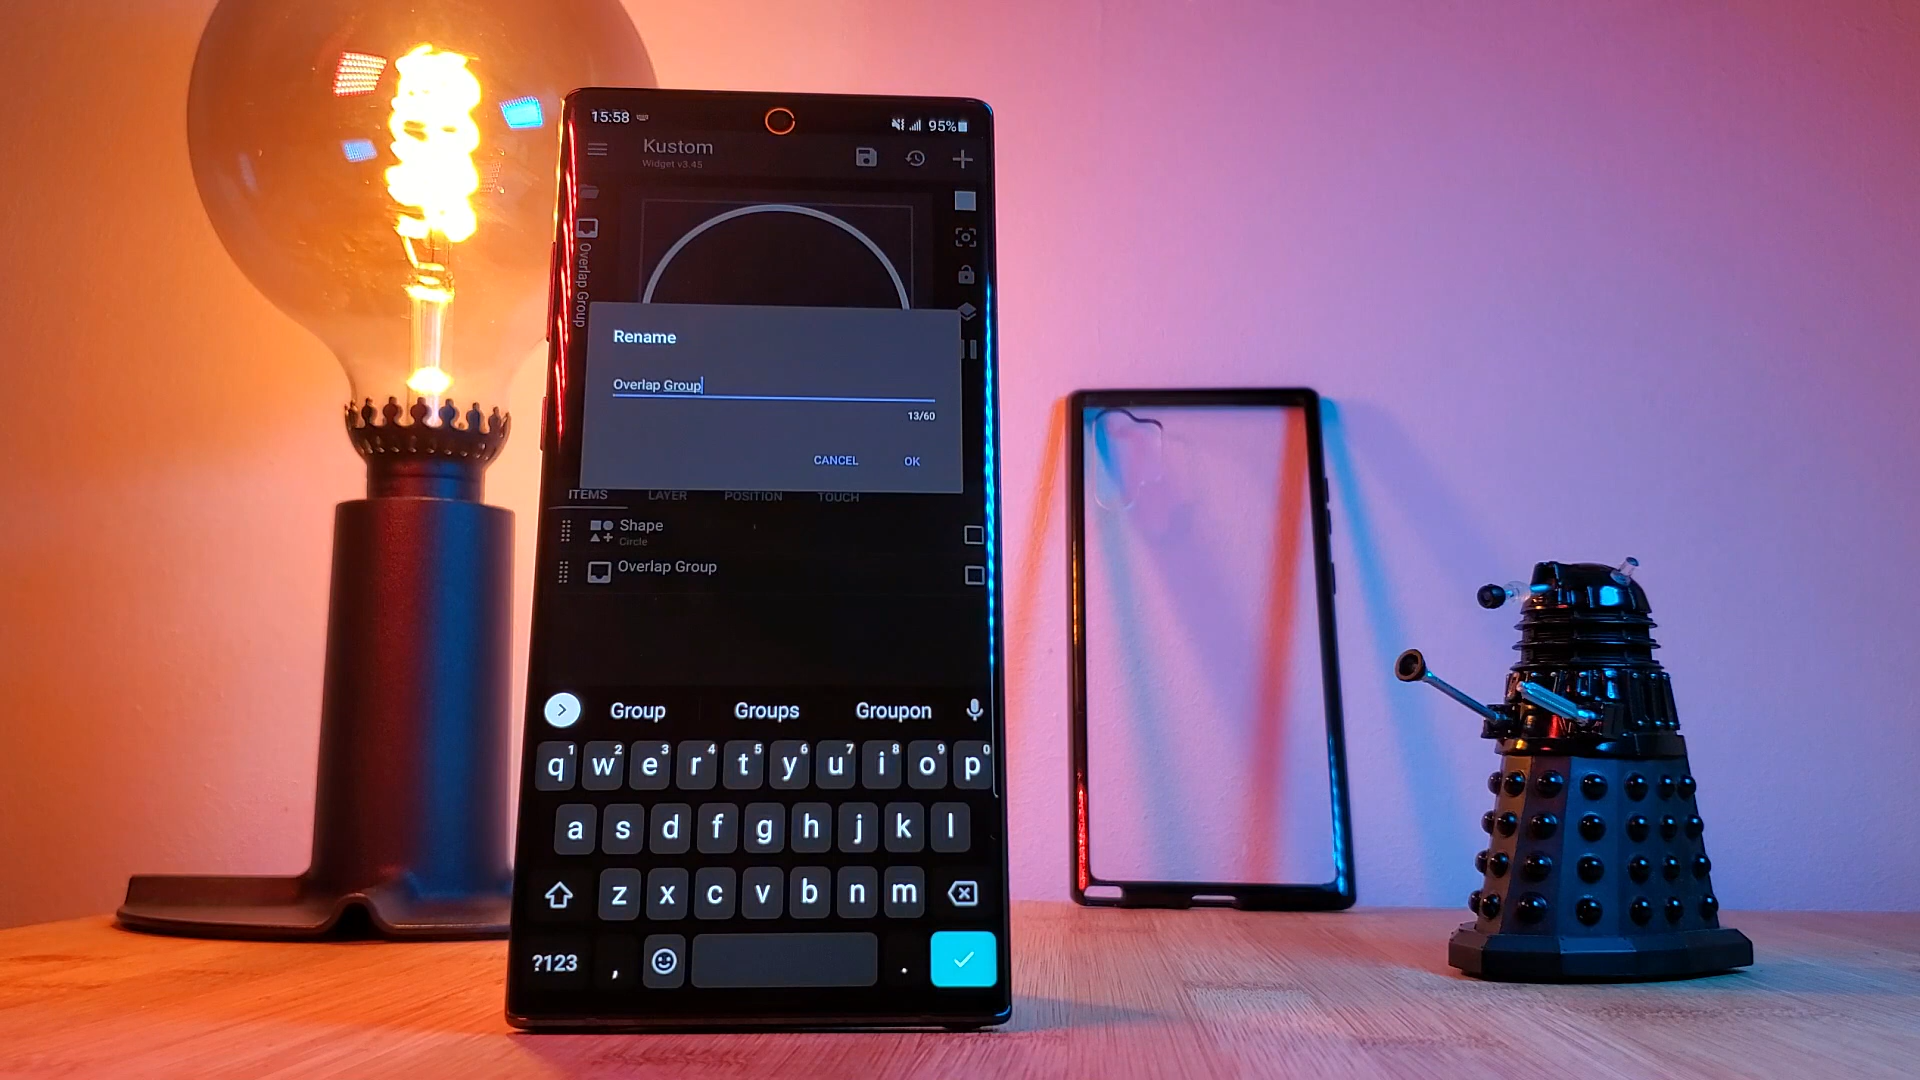 15:58
95%
Kustom
Widget v3.45
Overlap Group
Rename
Overlap Group
13/60
CANCEL OK
ITEMS LAYER POSITION TOUCH
Shape
Circle
Overlap Group
Group Groups Groupon
1 2 3 4 5 6 7 8 9 0
q w e r t y u i o p
a s d f g h j k l
z x c v b n m
?123 , .